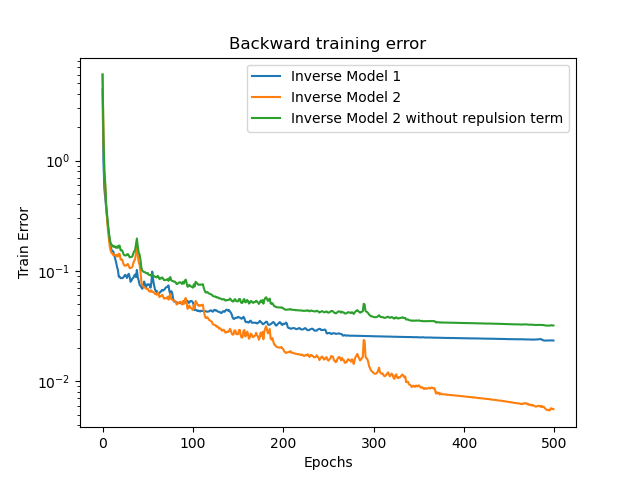 Backward training error
Inverse Model 1
Inverse Model 2
Inverse Model 2 without repulsion term
Train Error
10^0
10^-1
10^-2
0 100 200 300 400 500
Epochs